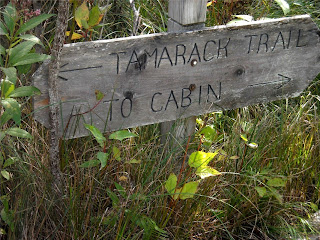 ← TAMARACK TRAIL
TO CABIN →